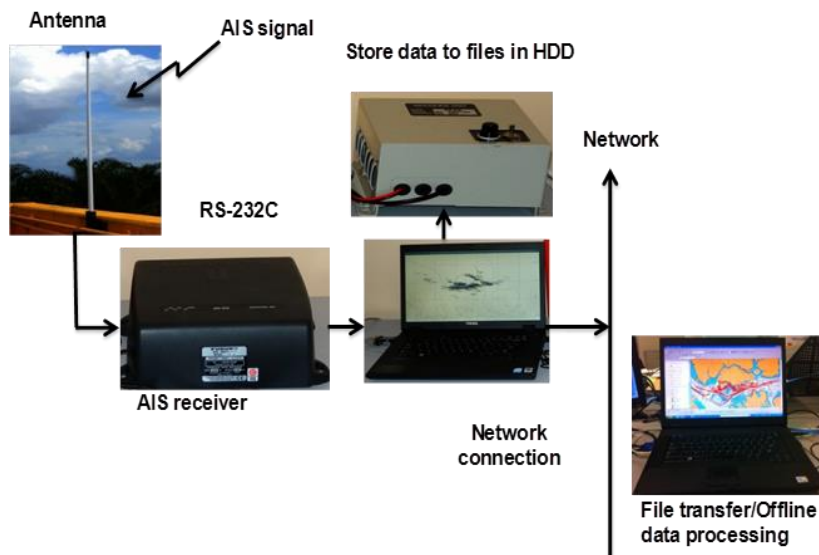 Antenna
AIS signal
Store data to files in HDD
Network
RS-232C
AIS receiver
Network
connection
File transfer/Offline
data processing